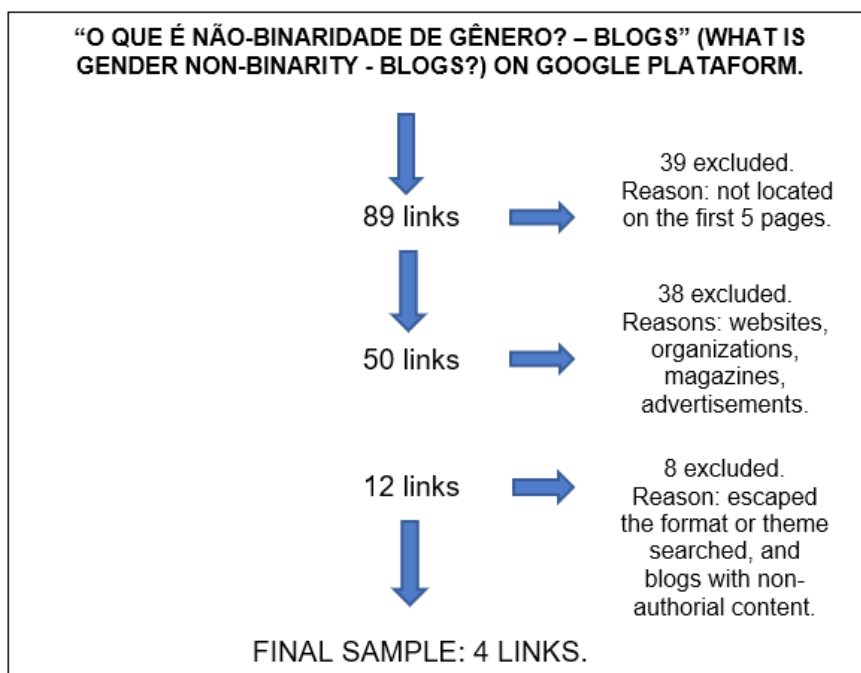 “O QUE É NÃO-BINARIDADE DE GÊNERO? – BLOGS” (WHAT IS
GENDER NON-BINARITY - BLOGS?) ON GOOGLE PLATAFORM.
89 links
39 excluded.
Reason: not located
on the first 5 pages.
50 links
38 excluded.
Reasons: websites,
organizations,
magazines,
advertisements.
12 links
8 excluded.
Reason: escaped
the format or theme
searched, and
blogs with non-
authorial content.
FINAL SAMPLE: 4 LINKS.